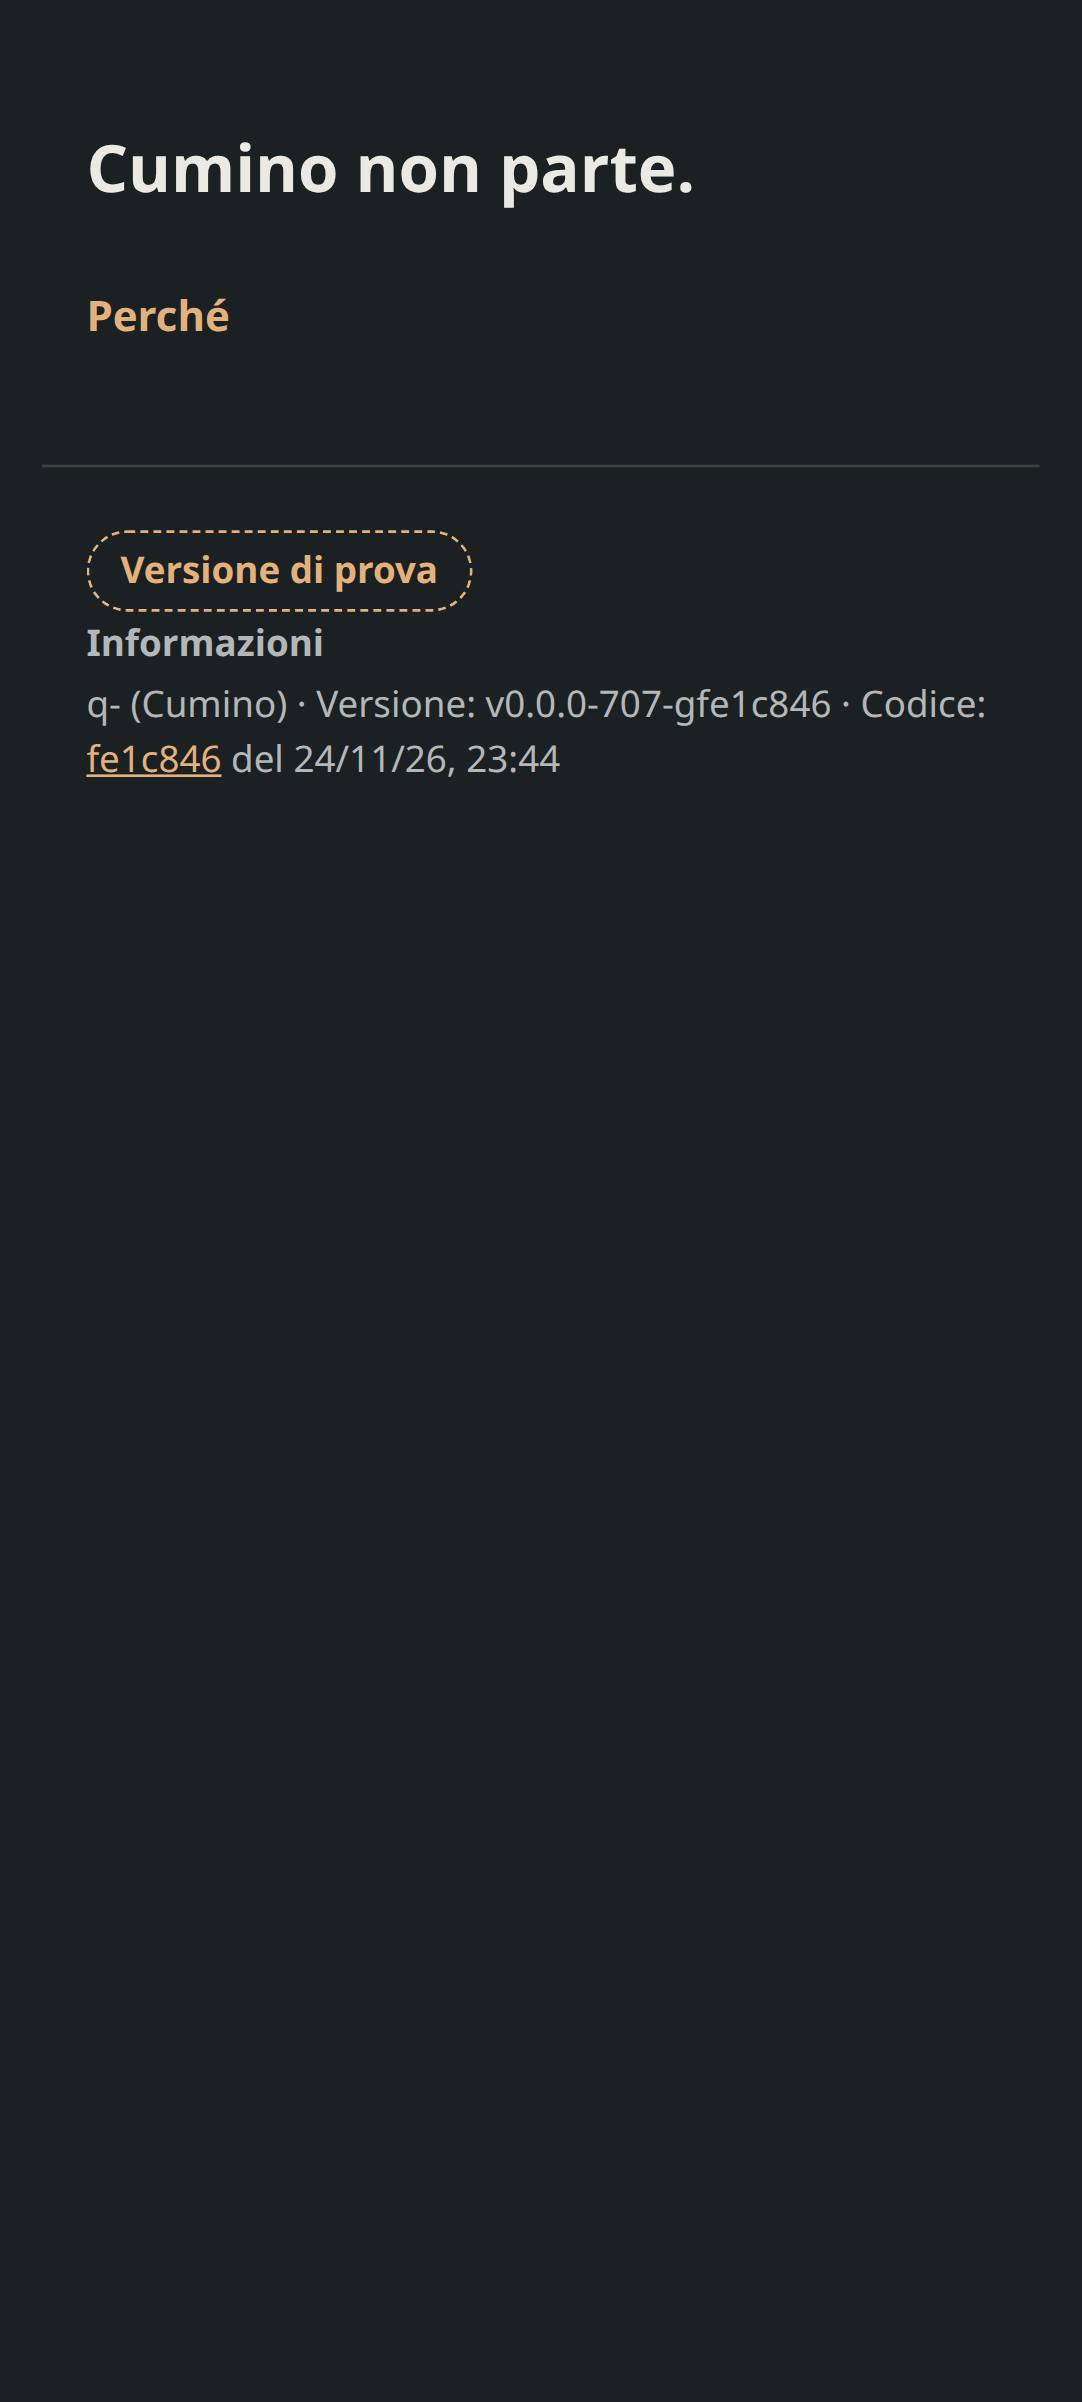 Cumino non parte.
Perché
Versione di prova
Informazioni
q- (Cumino) · Versione: v0.0.0-707-gfe1c846 · Codice:
fe1c846 del 24/11/26, 23:44